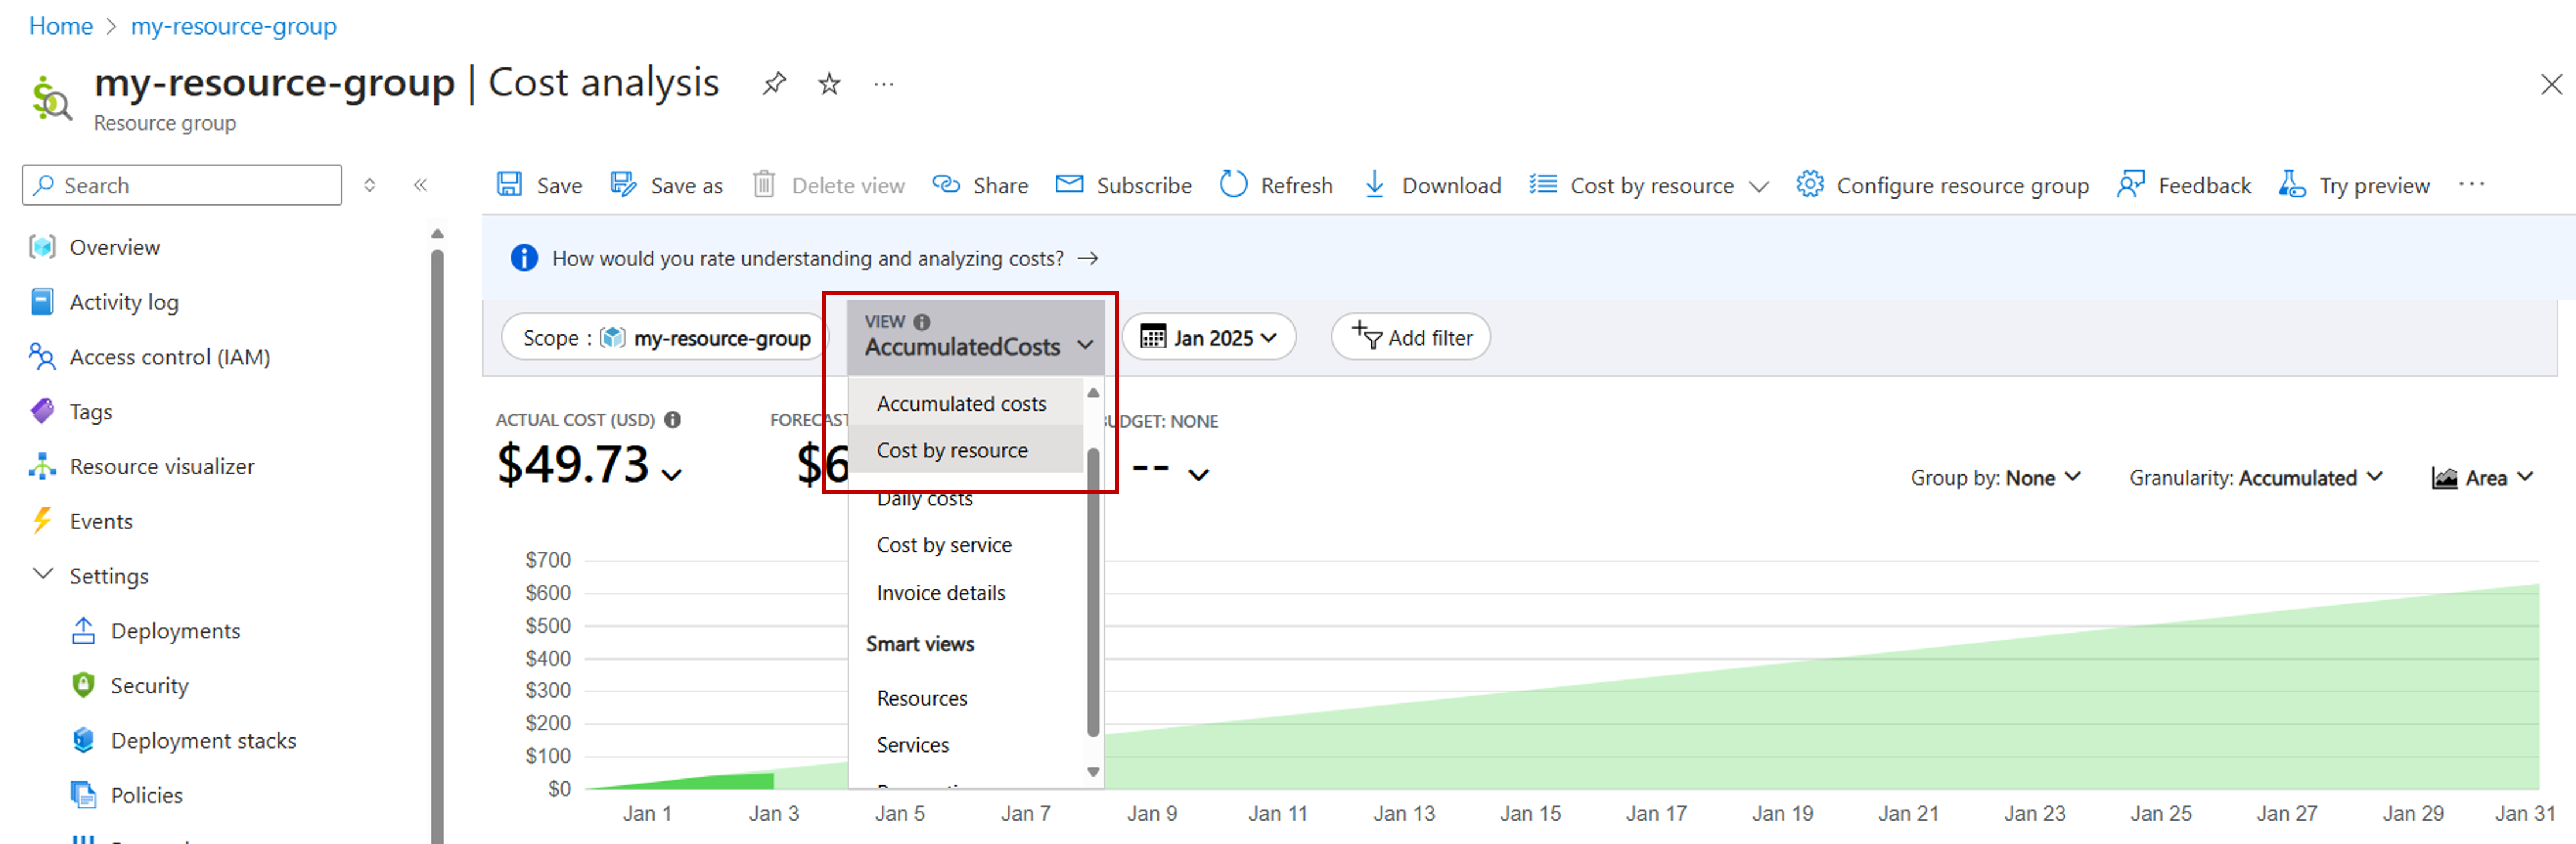 Home > my-resource-group
my-resource-group | Cost analysis
Resource group
Search
Save
Save as
Delete view
Share
Subscribe
Refresh
Download
Cost by resource
Configure resource group
Feedback
Try preview
Overview
Activity log
Access control (IAM)
Tags
Resource visualizer
Events
Settings
Deployments
Security
Deployment stacks
Policies
How would you rate understanding and analyzing costs? →
Scope : my-resource-group
VIEW
AccumulatedCosts
Jan 2025
Add filter
Accumulated costs
Cost by resource
Daily costs
Cost by service
Invoice details
Smart views
Resources
Services
ACTUAL COST (USD)
$49.73
$6
BUDGET: NONE
--
Group by: None
Granularity: Accumulated
Area
$700
$600
$500
$400
$300
$200
$100
$0
Jan 1
Jan 3
Jan 5
Jan 7
Jan 9
Jan 11
Jan 13
Jan 15
Jan 17
Jan 19
Jan 21
Jan 23
Jan 25
Jan 27
Jan 29
Jan 31